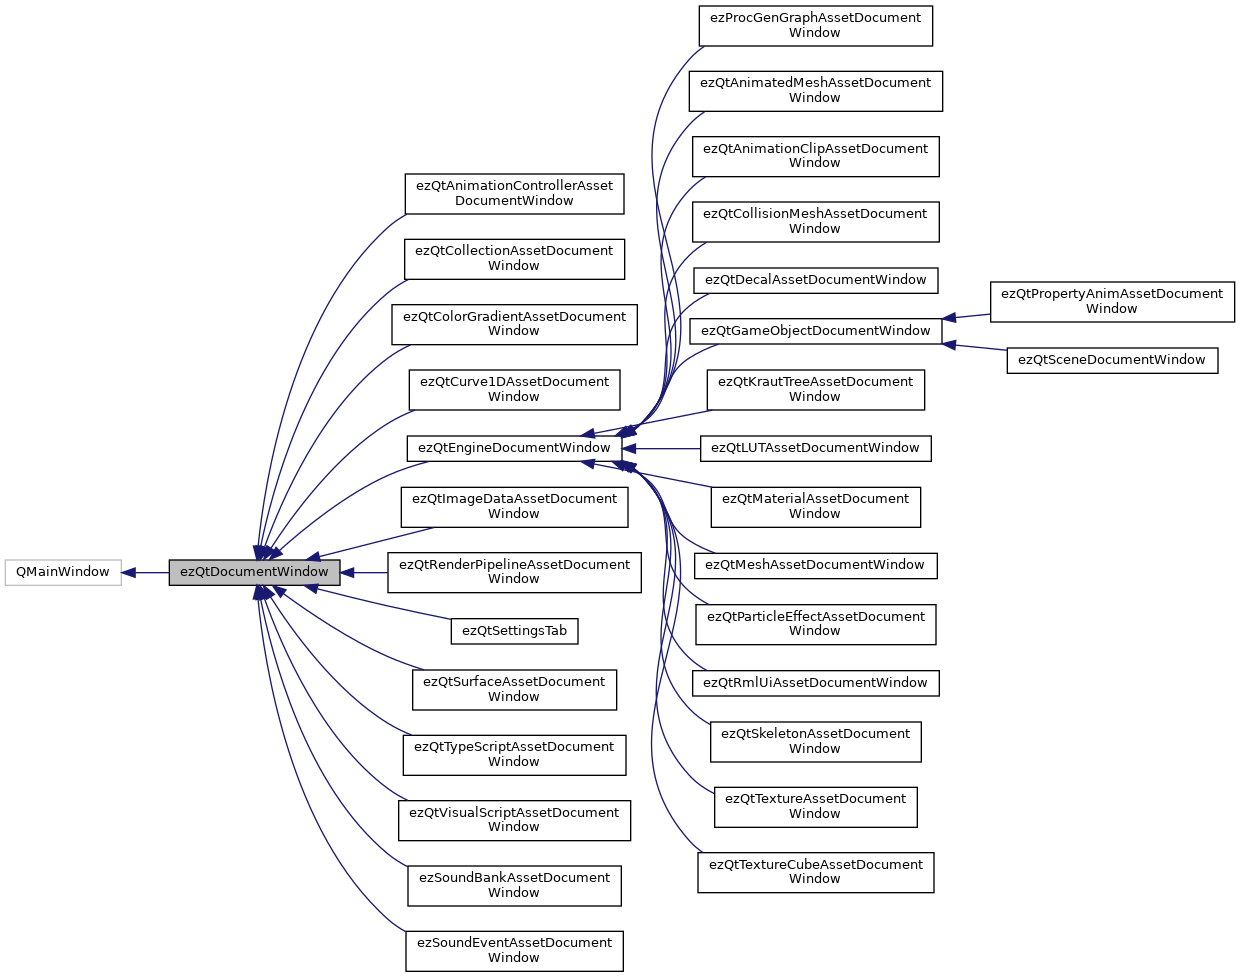 QMainWindow
ezQtDocumentWindow
ezQtAnimationControllerAsset
DocumentWindow
ezQtCollectionAssetDocument
Window
ezQtColorGradientAssetDocument
Window
ezQtCurve1DAssetDocument
Window
ezQtEngineDocumentWindow
ezQtImageDataAssetDocument
Window
ezQtRenderPipelineAssetDocument
Window
ezQtSettingsTab
ezQtSurfaceAssetDocument
Window
ezQtTypeScriptAssetDocument
Window
ezQtVisualScriptAssetDocument
Window
ezSoundBankAssetDocument
Window
ezSoundEventAssetDocument
Window
ezProcGenGraphAssetDocument
Window
ezQtAnimatedMeshAssetDocument
Window
ezQtAnimationClipAssetDocument
Window
ezQtCollisionMeshAssetDocument
Window
ezQtDecalAssetDocumentWindow
ezQtGameObjectDocumentWindow
ezQtKrautTreeAssetDocument
Window
ezQtLUTAssetDocumentWindow
ezQtMaterialAssetDocument
Window
ezQtMeshAssetDocumentWindow
ezQtParticleEffectAssetDocument
Window
ezQtRmlUiAssetDocumentWindow
ezQtSkeletonAssetDocument
Window
ezQtTextureAssetDocument
Window
ezQtTextureCubeAssetDocument
Window
ezQtPropertyAnimAssetDocument
Window
ezQtSceneDocumentWindow